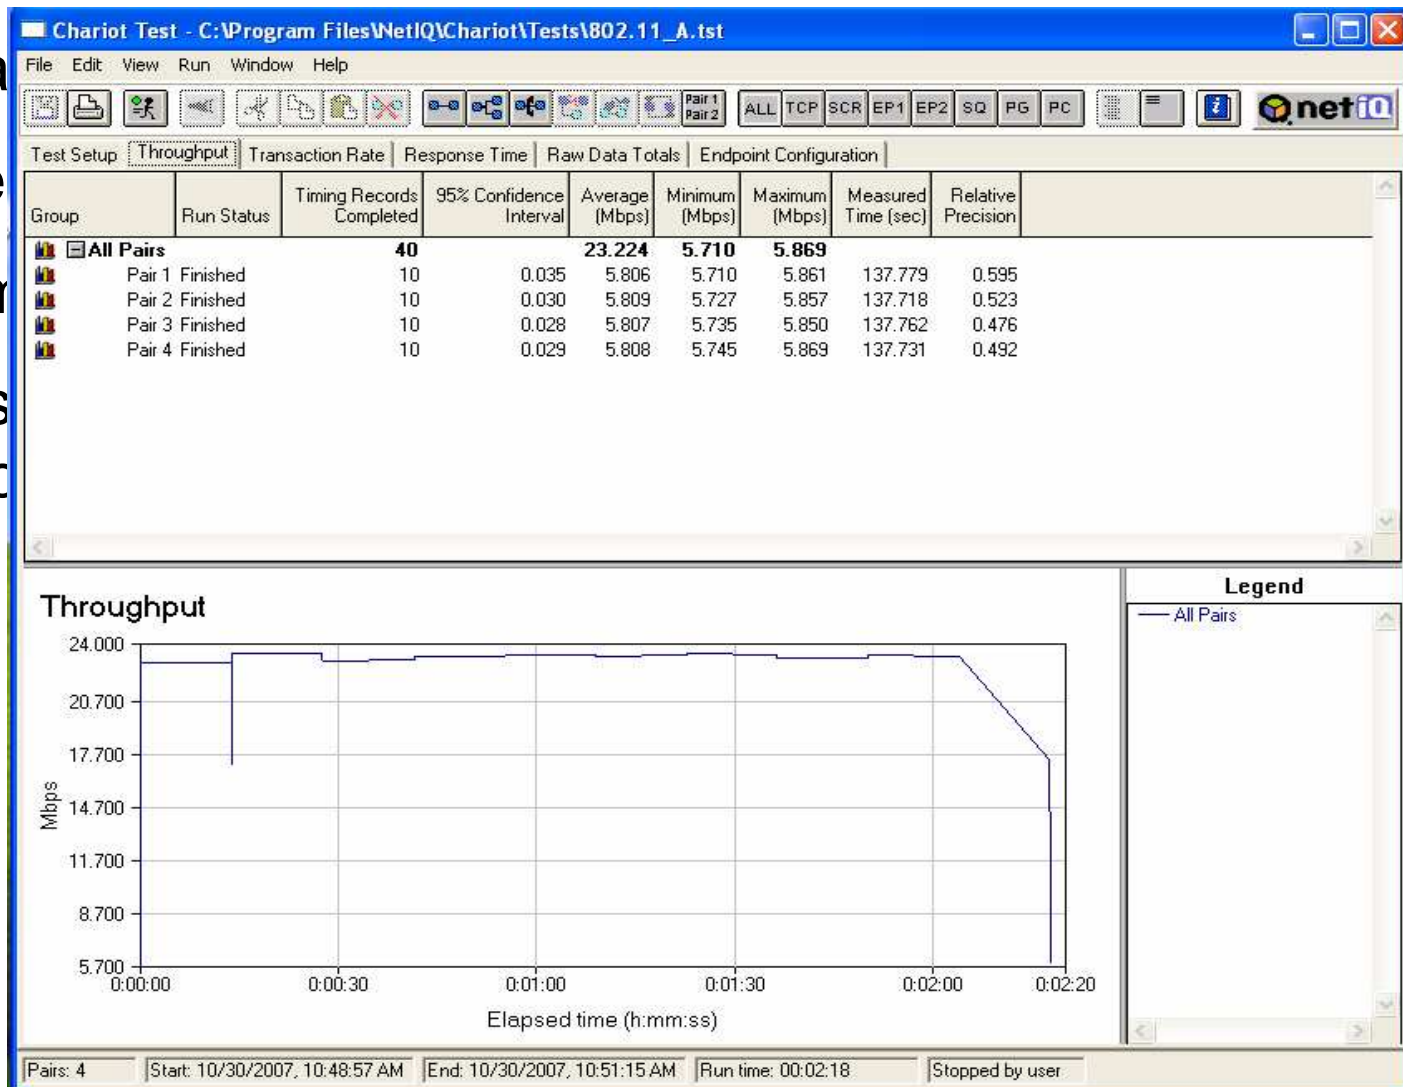 Chariot Test - C:\Program Files\NetIQ\Chariot\Tests\802.11_A.tst
File Edit View Run Window Help
Pair 1
Pair 2
ALL TCP SCR EP1 EP2 SQ PG PC
netiQ
Test Setup Throughput Transaction Rate Response Time Raw Data Totals Endpoint Configuration
Group Run Status Timing Records Completed 95% Confidence Interval Average (Mbps) Minimum (Mbps) Maximum (Mbps) Measured Time (sec) Relative Precision
All Pairs 40 23.224 5.710 5.869
Pair 1 Finished 10 0.035 5.806 5.710 5.861 137.779 0.595
Pair 2 Finished 10 0.030 5.809 5.727 5.857 137.718 0.523
Pair 3 Finished 10 0.028 5.807 5.735 5.850 137.762 0.476
Pair 4 Finished 10 0.029 5.808 5.745 5.869 137.731 0.492
Throughput
24.000
20.700
17.700
14.700
11.700
8.700
5.700
Mbps
0:00:00 0:00:30 0:01:00 0:01:30 0:02:00 0:02:20
Elapsed time (h:mm:ss)
Legend
All Pairs
Pairs: 4 Start: 10/30/2007, 10:48:57 AM End: 10/30/2007, 10:51:15 AM Run time: 00:02:18 Stopped by user